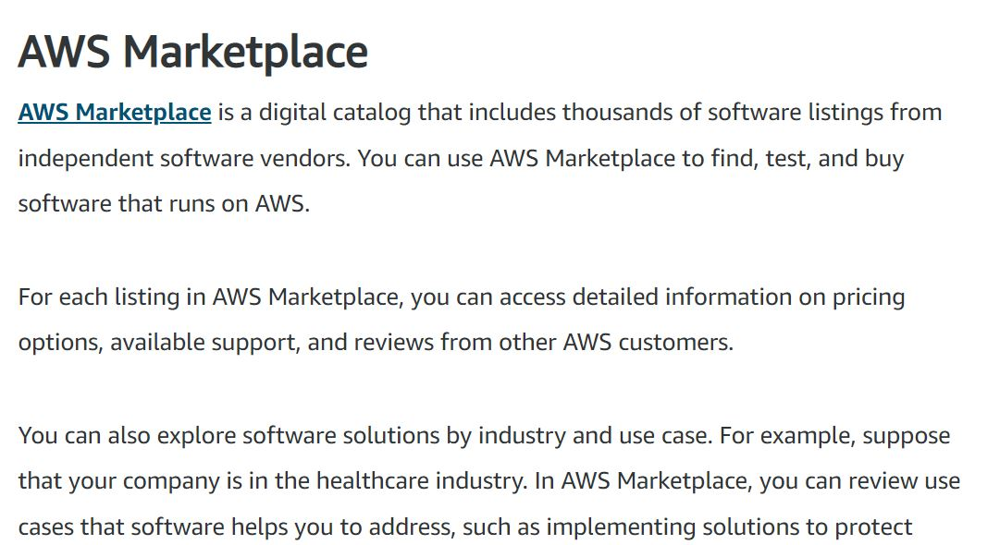 AWS Marketplace
AWS Marketplace is a digital catalog that includes thousands of software listings from
independent software vendors. You can use AWS Marketplace to find, test, and buy
software that runs on AWS.
For each listing in AWS Marketplace, you can access detailed information on pricing
options, available support, and reviews from other AWS customers.
You can also explore software solutions by industry and use case. For example, suppose
that your company is in the healthcare industry. In AWS Marketplace, you can review use
cases that software helps you to address, such as implementing solutions to protect